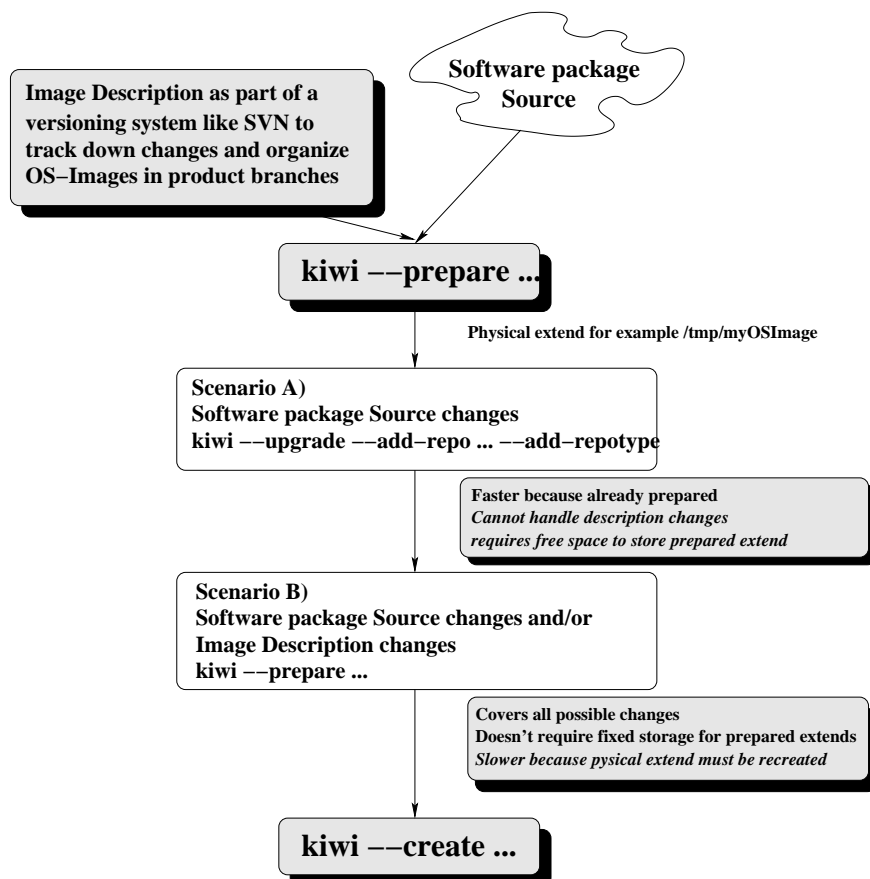 Software package
Source
Image Description as part of a
versioning system like SVN to
track down changes and organize
OS−Images in product branches
kiwi −−prepare ...
Physical extend for example /tmp/myOSImage
Scenario A)
Software package Source changes
kiwi −−upgrade −−add−repo ... −−add−repotype
Faster because already prepared
Cannot handle description changes
requires free space to store prepared extend
Scenario B)
Software package Source changes and/or
Image Description changes
kiwi −−prepare ...
Covers all possible changes
Doesn't require fixed storage for prepared extends
Slower because pysical extend must be recreated
kiwi −−create ...